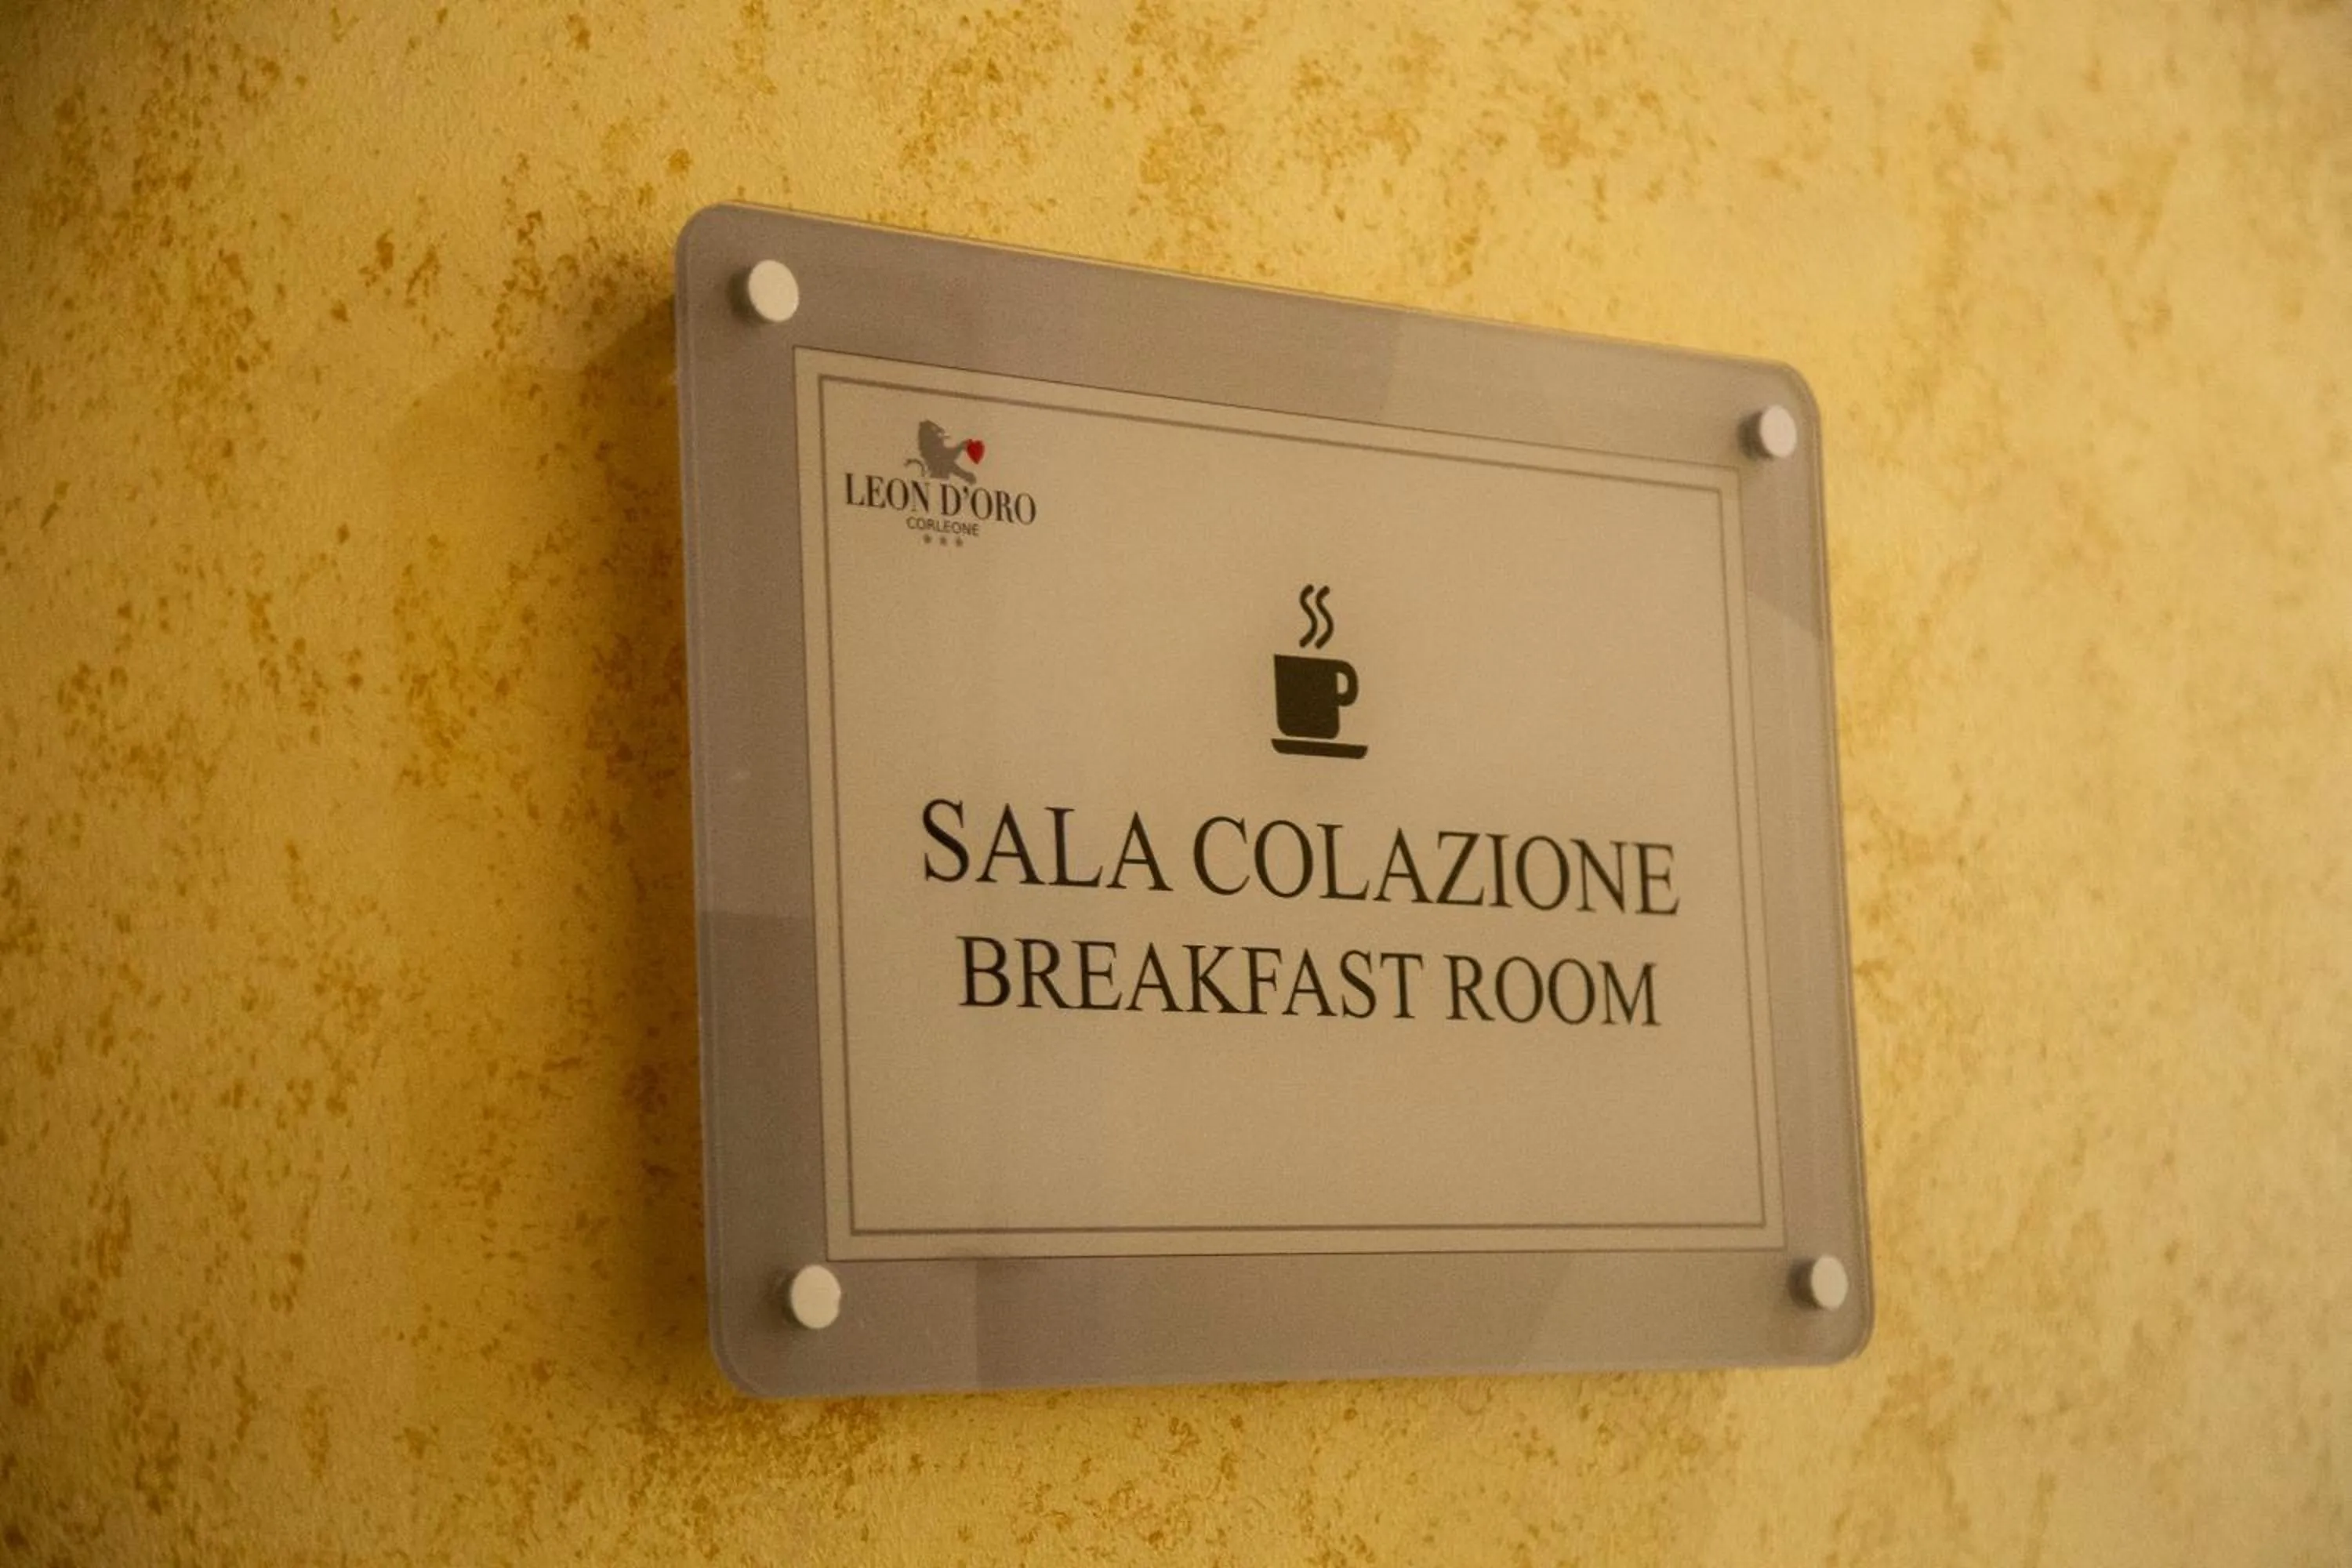 LEON D'ORO
CORLEONE
SALA COLAZIONE
BREAKFAST ROOM